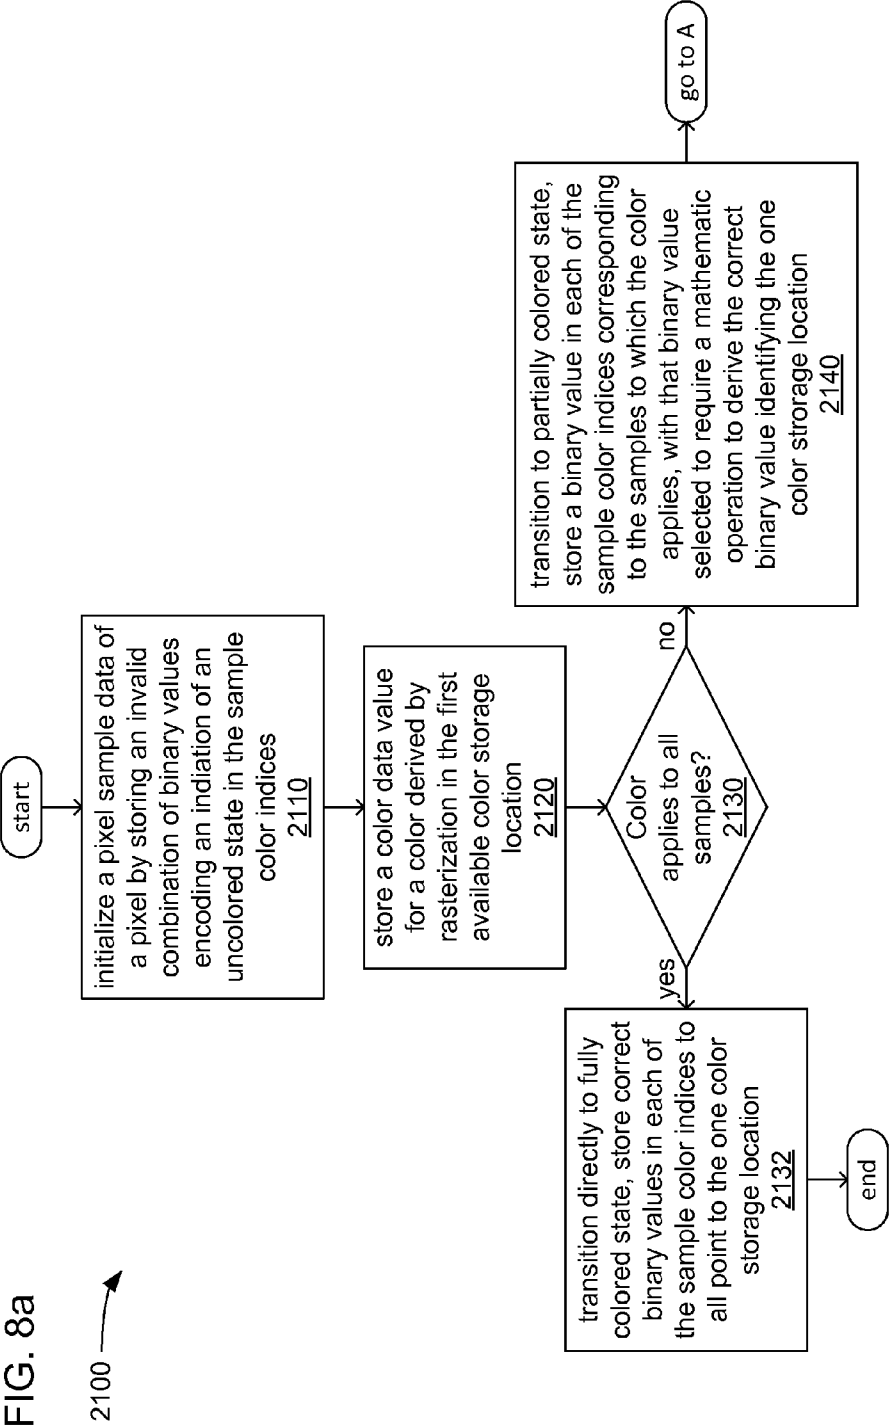 FIG. 8a
2100
start
initialize a pixel sample data of
a pixel by storing an invalid
combination of binary values
encoding an indiation of an
uncolored state in the sample
color indices
2110
store a color data value
for a color derived by
rasterization in the first
available color storage
location
2120
Color
applies to all
samples?
2130
yes
no
transition directly to fully
colored state, store correct
binary values in each of
the sample color indices to
all point to the one color
storage location
2132
end
transition to partially colored state,
store a binary value in each of the
sample color indices corresponding
to the samples to which the color
applies, with that binary value
selected to require a mathematic
operation to derive the correct
binary value identifying the one
color strorage location
2140
go to A